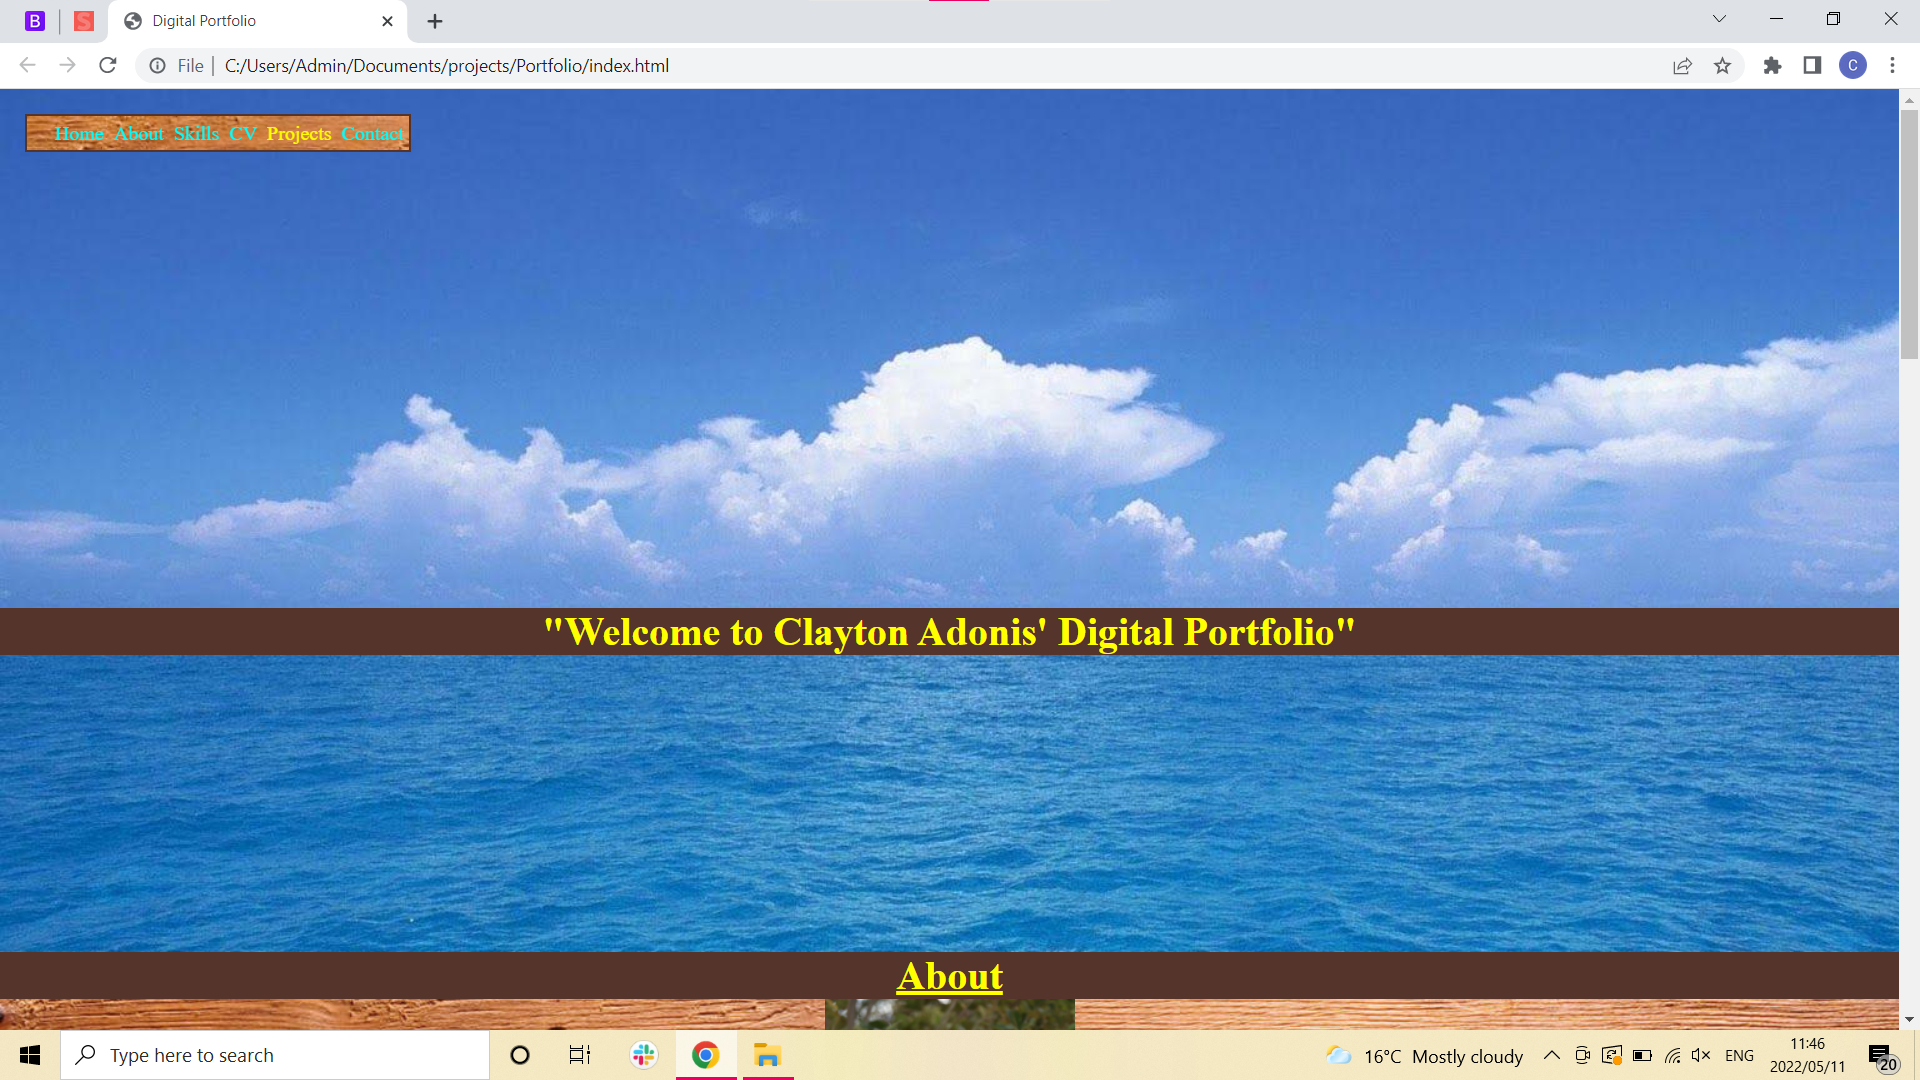 B
S
Digital Portfolio
File
C:/Users/Admin/Documents/projects/Portfolio/index.html
C
Home About Skills CV Projects Contact
"Welcome to Clayton Adonis' Digital Portfolio"
About
Type here to search
16°C Mostly cloudy
ENG
11:46
2022/05/11
20